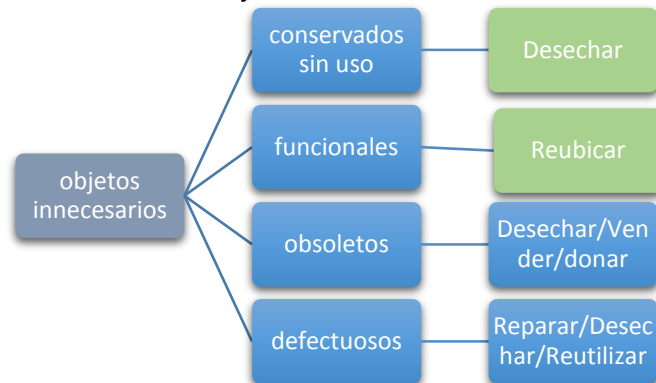 conservados
sin uso
Desechar
funcionales
Reubicar
objetos
innecesarios
obsoletos
Desechar/Ven
der/donar
defectuosos
Reparar/Desec
har/Reutilizar